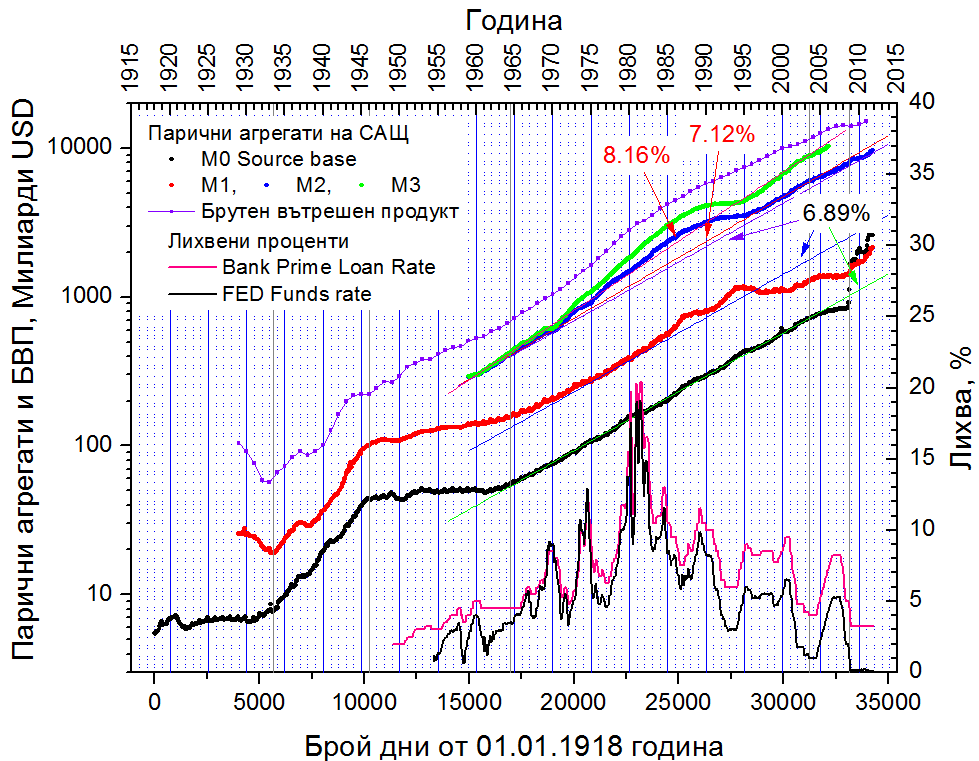 Година
1915 1920 1925 1930 1935 1940 1945 1950 1955 1960 1965 1970 1975 1980 1985 1990 1995 2000 2005 2010 2015
Парични агрегати и БВП, Милиарди USD
10000
1000
100
10
Парични агрегати на САЩ
M0 Source base
M1, M2, M3
Брутен вътрешен продукт
Лихвени проценти
Bank Prime Loan Rate
FED Funds rate
8.16%
7.12%
6.89%
40
35
30
25
20
15
10
5
0
Лихва, %
0 5000 10000 15000 20000 25000 30000 35000
Брой дни от 01.01.1918 година